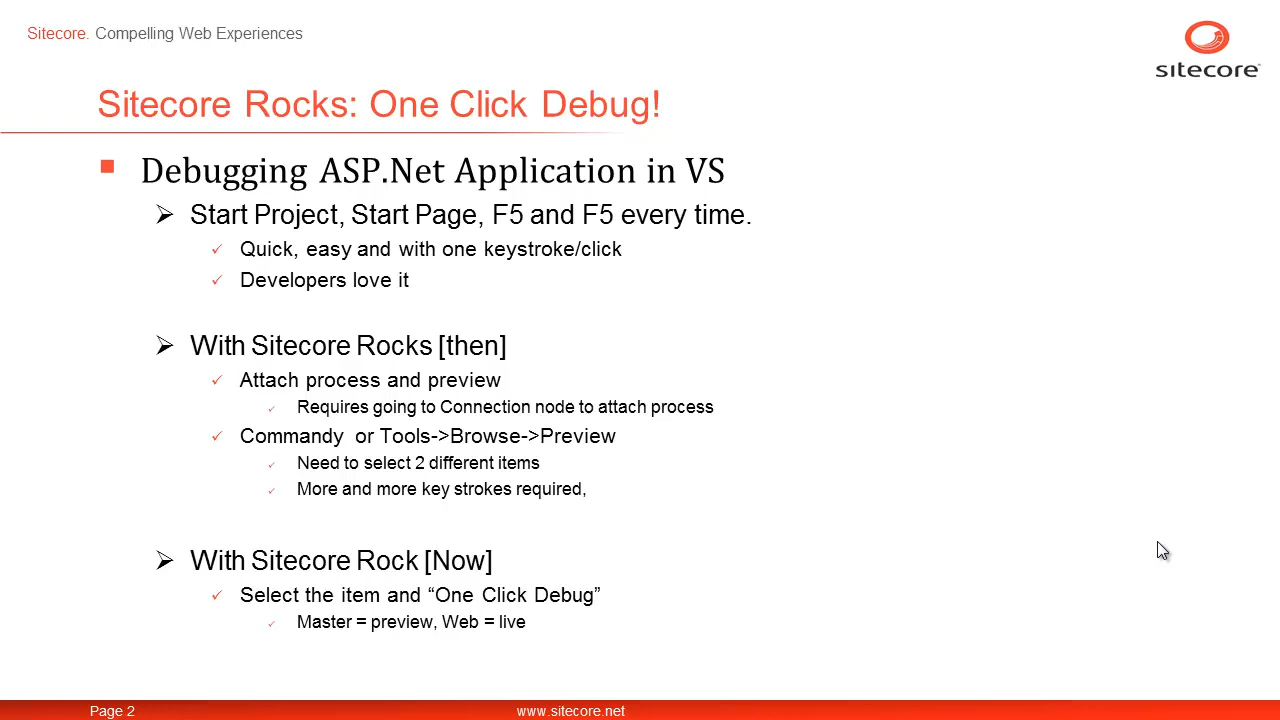 Sitecore. Compelling Web Experiences
sitecore
Sitecore Rocks: One Click Debug!
Debugging ASP.Net Application in VS
Start Project, Start Page, F5 and F5 every time.
Quick, easy and with one keystroke/click
Developers love it
With Sitecore Rocks [then]
Attach process and preview
Requires going to Connection node to attach process
Commandy or Tools->Browse->Preview
Need to select 2 different items
More and more key strokes required,
With Sitecore Rock [Now]
Select the item and “One Click Debug”
Master = preview, Web = live
Page 2
www.sitecore.net